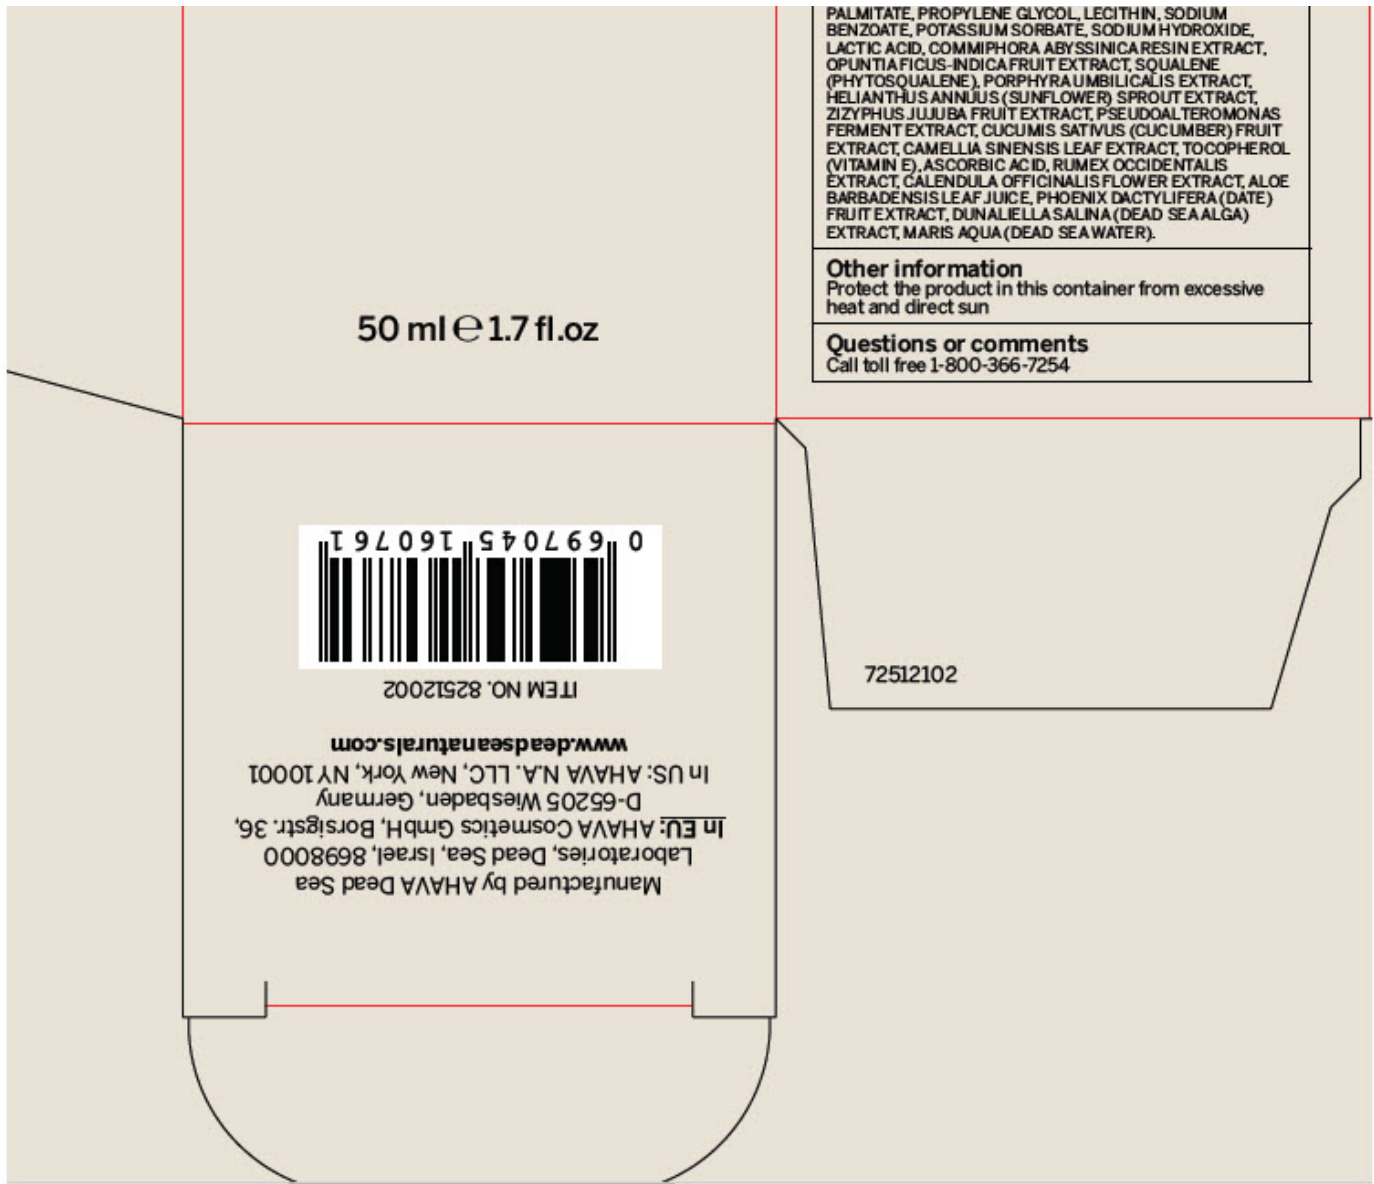 PALMITATE, PROPYLENE GLYCOL, LECITHIN, SODIUM
BENZOATE, POTASSIUM SORBATE, SODIUM HYDROXIDE,
LACTIC ACID, COMMIPHORA ABYSSINICA RESIN EXTRACT,
OPUNTIA FICUS-INDICA FRUIT EXTRACT, SQUALENE
(PHYTOSQUALENE), PORPHYRA UMBILICALIS EXTRACT,
HELIANTHUS ANNUUS (SUNFLOWER) SPROUT EXTRACT,
ZIZYPHUS JUJUBA FRUIT EXTRACT, PSEUDOALTEROMONAS
FERMENT EXTRACT, CUCUMIS SATIVUS (CUCUMBER) FRUIT
EXTRACT, CAMELLIA SINENSIS LEAF EXTRACT, TOCOPHEROL
(VITAMIN E), ASCORBIC ACID, RUMEX OCCIDENTALIS
EXTRACT, CALENDULA OFFICINALIS FLOWER EXTRACT, ALOE
BARBADENSIS LEAF JUICE, PHOENIX DACTYLIFERA (DATE)
FRUIT EXTRACT, DUNALIELLA SALINA (DEAD SEA ALGA)
EXTRACT, MARIS AQUA (DEAD SEA WATER).
Other information
Protect the product in this container from excessive
heat and direct sun
Questions or comments
Call toll free 1-800-366-7254
50 ml ℮ 1.7 fl.oz
72512102
Manufactured by AHAVA Dead Sea
Laboratories, Dead Sea, Israel, 8698000
In EU: AHAVA Cosmetics GmbH, Borsigstr. 36,
D-65205 Wiesbaden, Germany
In US: AHAVA N.A. LLC, New York, NY 10001
www.deadseanaturals.com
ITEM NO. 82512002
0 697045 160761